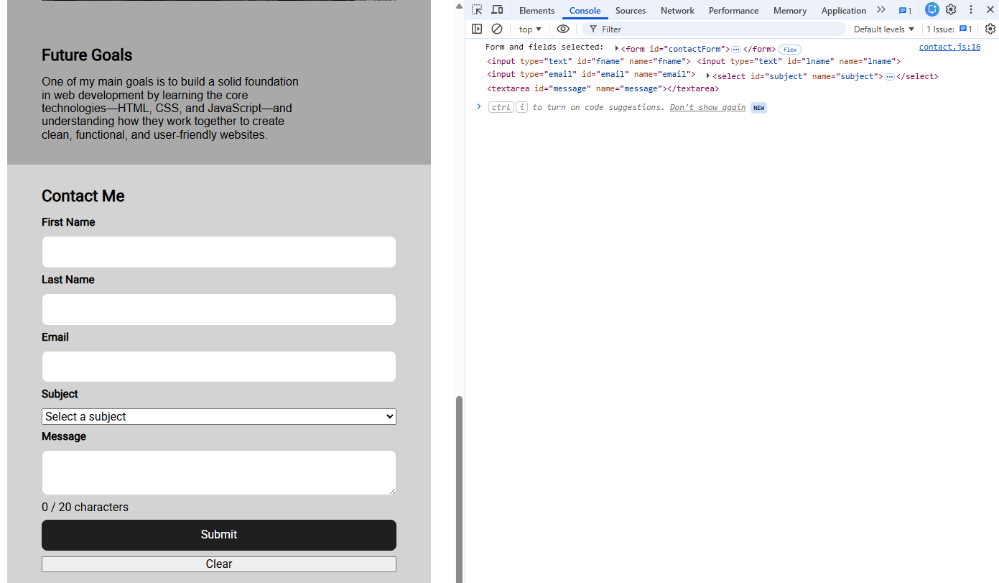 Future Goals
One of my main goals is to build a solid foundation
in web development by learning the core
technologies—HTML, CSS, and JavaScript—and
understanding how they work together to create
clean, functional, and user-friendly websites.
Contact Me
First Name
Last Name
Email
Subject
Select a subject
Message
0 / 20 characters
Submit
Clear
Elements Console Sources Network Performance Memory Application 1
top Filter Default levels 1 Issue: 1
Form and fields selected: <form id="contactForm">…</form> flex contact.js:16
<input type="text" id="fname" name="fname"> <input type="text" id="lname" name="lname">
<input type="email" id="email" name="email"> <select id="subject" name="subject">…</select>
<textarea id="message" name="message"></textarea>
ctrl i to turn on code suggestions. Don't show again NEW